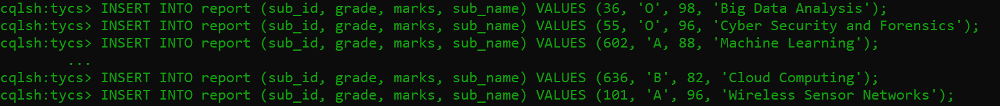 cqlsh:tycs> INSERT INTO report (sub_id, grade, marks, sub_name) VALUES (36, 'O', 98, 'Big Data Analysis');
cqlsh:tycs> INSERT INTO report (sub_id, grade, marks, sub_name) VALUES (55, 'O', 96, 'Cyber Security and Forensics');
cqlsh:tycs> INSERT INTO report (sub_id, grade, marks, sub_name) VALUES (602, 'A, 88, 'Machine Learning');
...
cqlsh:tycs> INSERT INTO report (sub_id, grade, marks, sub_name) VALUES (636, 'B', 82, 'Cloud Computing');
cqlsh:tycs> INSERT INTO report (sub_id, grade, marks, sub_name) VALUES (101, 'A', 96, 'Wireless Sensor Networks');